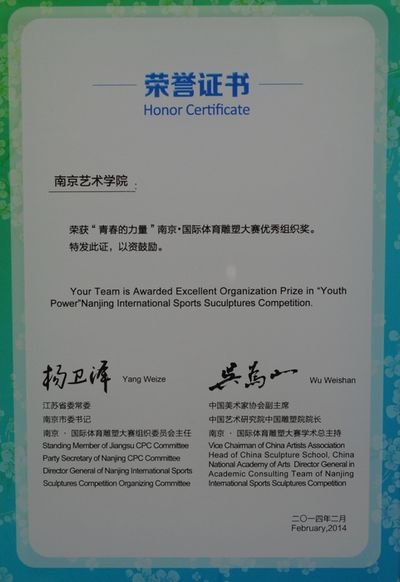 荣誉证书
Honor Certificate
南京艺术学院 :
荣获“青春的力量”南京·国际体育雕塑大赛优秀组织奖。
特发此证，以资鼓励。
Your Team is Awarded Excellent Organization Prize in "Youth
Power"Nanjing International Sports Suculptures Competition.
杨卫泽 Yang Weize
吴为山 Wu Weishan
江苏省委常委
南京市委书记
南京·国际体育雕塑大赛组织委员会主任
Standing Member of Jiangsu CPC Committee
Party Secretary of Nanjing CPC Committee
Director General of Nanjing International Sports
Sculptures Competition Organizing Committee
中国美术家协会副主席
中国艺术研究院中国雕塑院院长
南京·国际体育雕塑大赛学术总主持
Vice Chairman of China Artists Association
Head of China Sculpture School, China
National Academy of Arts Director General in
Academic Consulting Team of Nanjing
International Sports Sculptures Competition
二〇一四年二月
February,2014